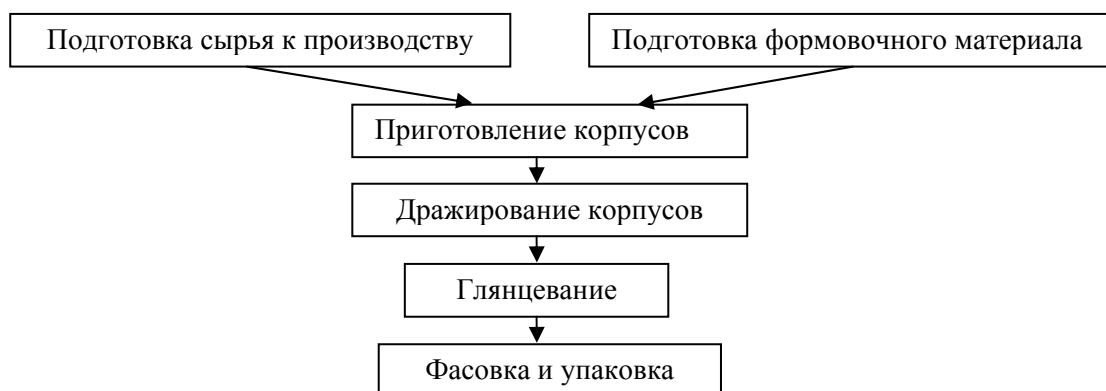 Подготовка сырья к производству
Подготовка формовочного материала
Приготовление корпусов
Дражирование корпусов
Глянцевание
Фасовка и упаковка